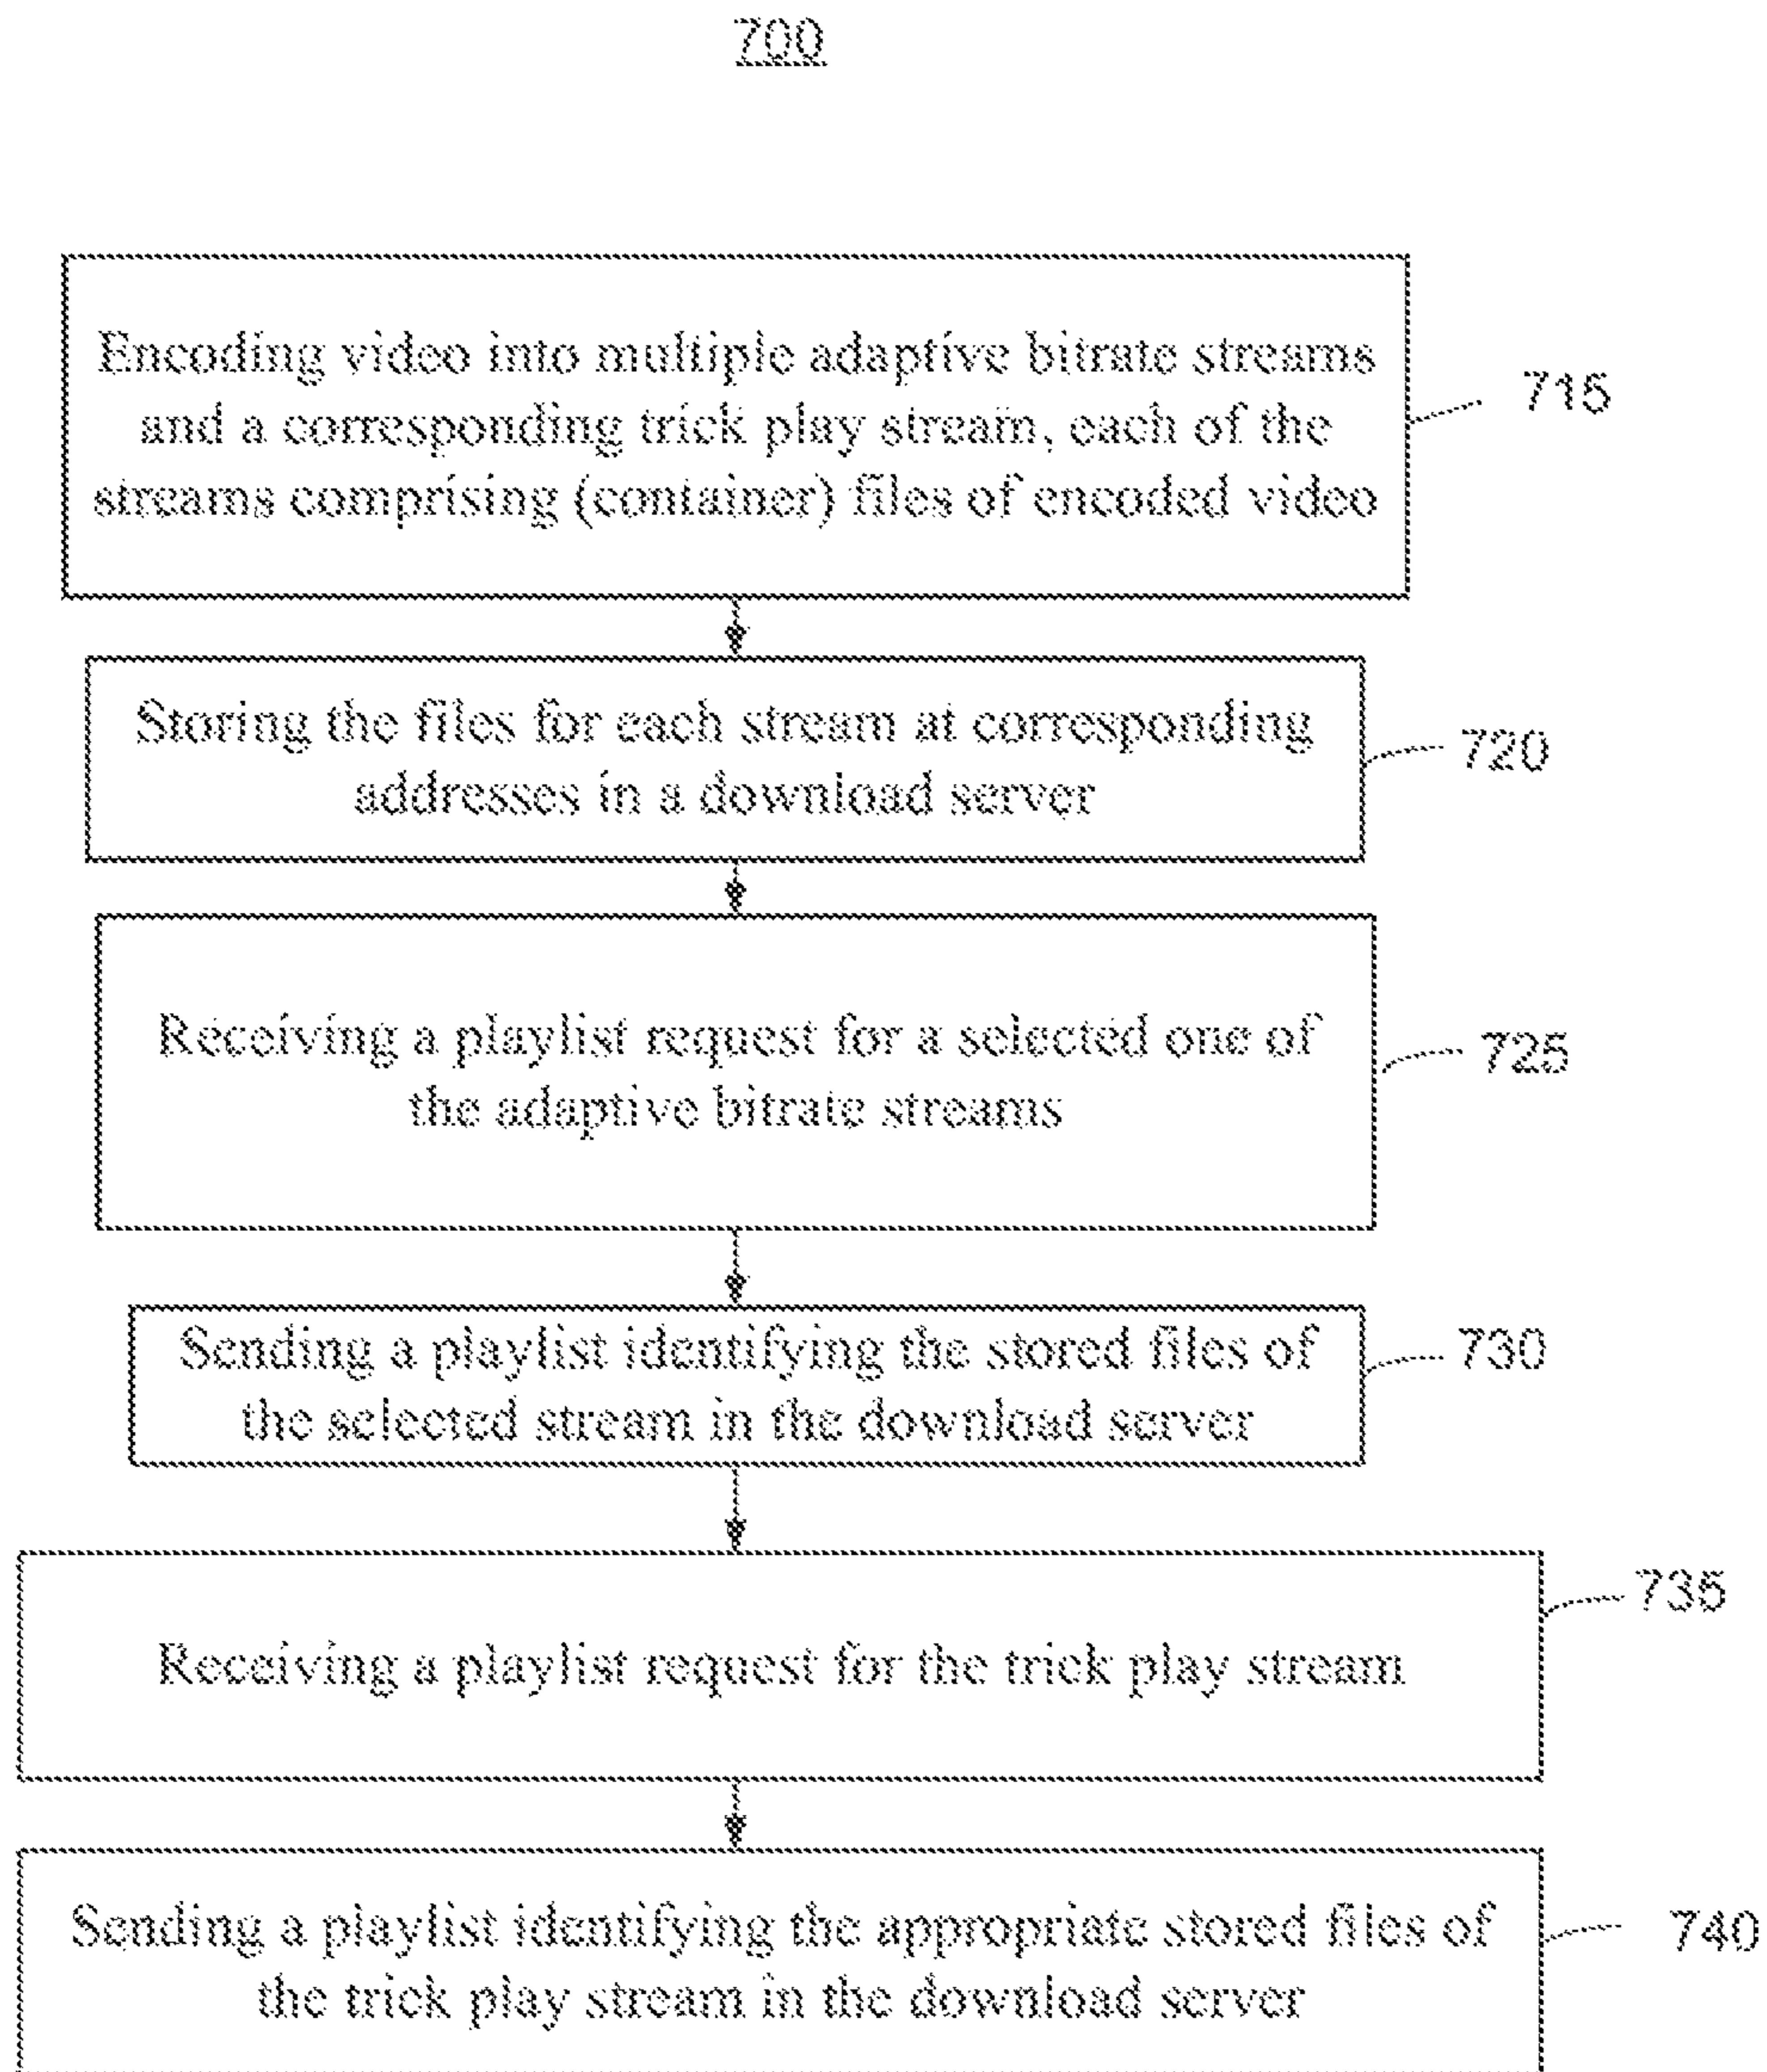 700
Encoding video into multiple adaptive bitrate streams
and a corresponding trick play stream, each of the
streams comprising (container) files of encoded video
715
Storing the files for each stream at corresponding
addresses in a download server
720
Receiving a playlist request for a selected one of
the adaptive bitrate streams
725
Sending a playlist identifying the stored files of
the selected stream in the download server
730
Receiving a playlist request for the trick play stream
735
Sending a playlist identifying the appropriate stored files of
the trick play stream in the download server
740